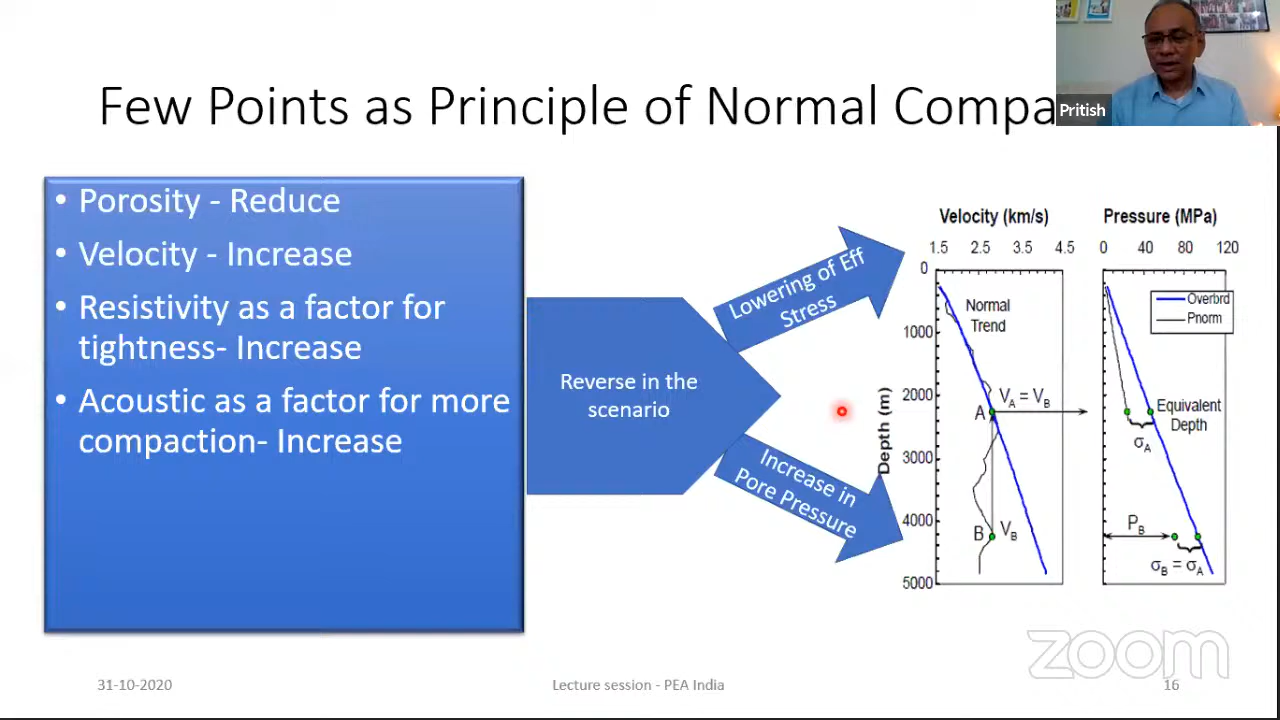 Few Points as Principle of Normal Compa
Pritish
• Porosity - Reduce
• Velocity - Increase
• Resistivity as a factor for
tightness- Increase
• Acoustic as a factor for more
compaction- Increase
Reverse in the
scenario
Lowering of Eff
Stress
Increase in
Pore Pressure
Velocity (km/s)
1.5 2.5 3.5 4.5
Depth (m)
0
1000
2000
3000
4000
5000
Normal
Trend
A
VA = VB
B
VB
Pressure (MPa)
0 40 80 120
Overbrd
Pnorm
Equivalent
Depth
σA
PB
σB = σA
zoom
31-10-2020
Lecture session - PEA India
16